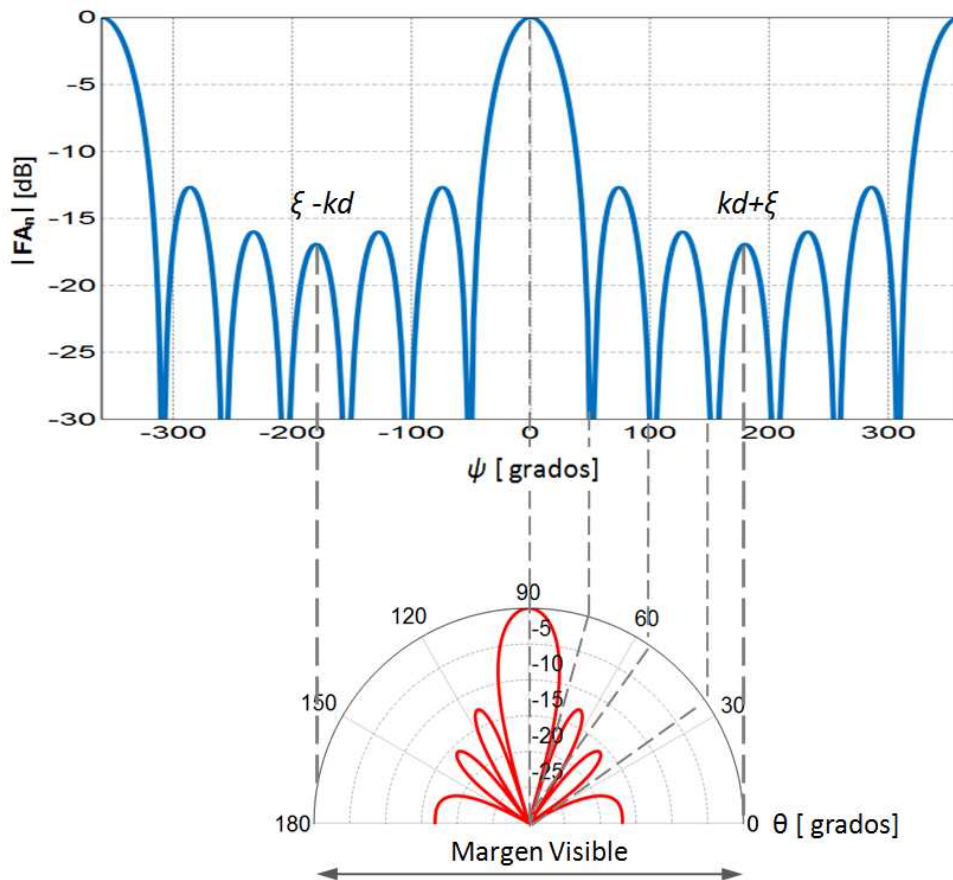 0
-5
-10
-15
-20
-25
-30
|FAn| [dB]
ξ -kd
kd+ξ
-300 -200 -100 0 100 200 300
ψ [ grados]
90
120 60
150 30
180 0
-5
-10
-15
-20
-25
θ [ grados]
Margen Visible